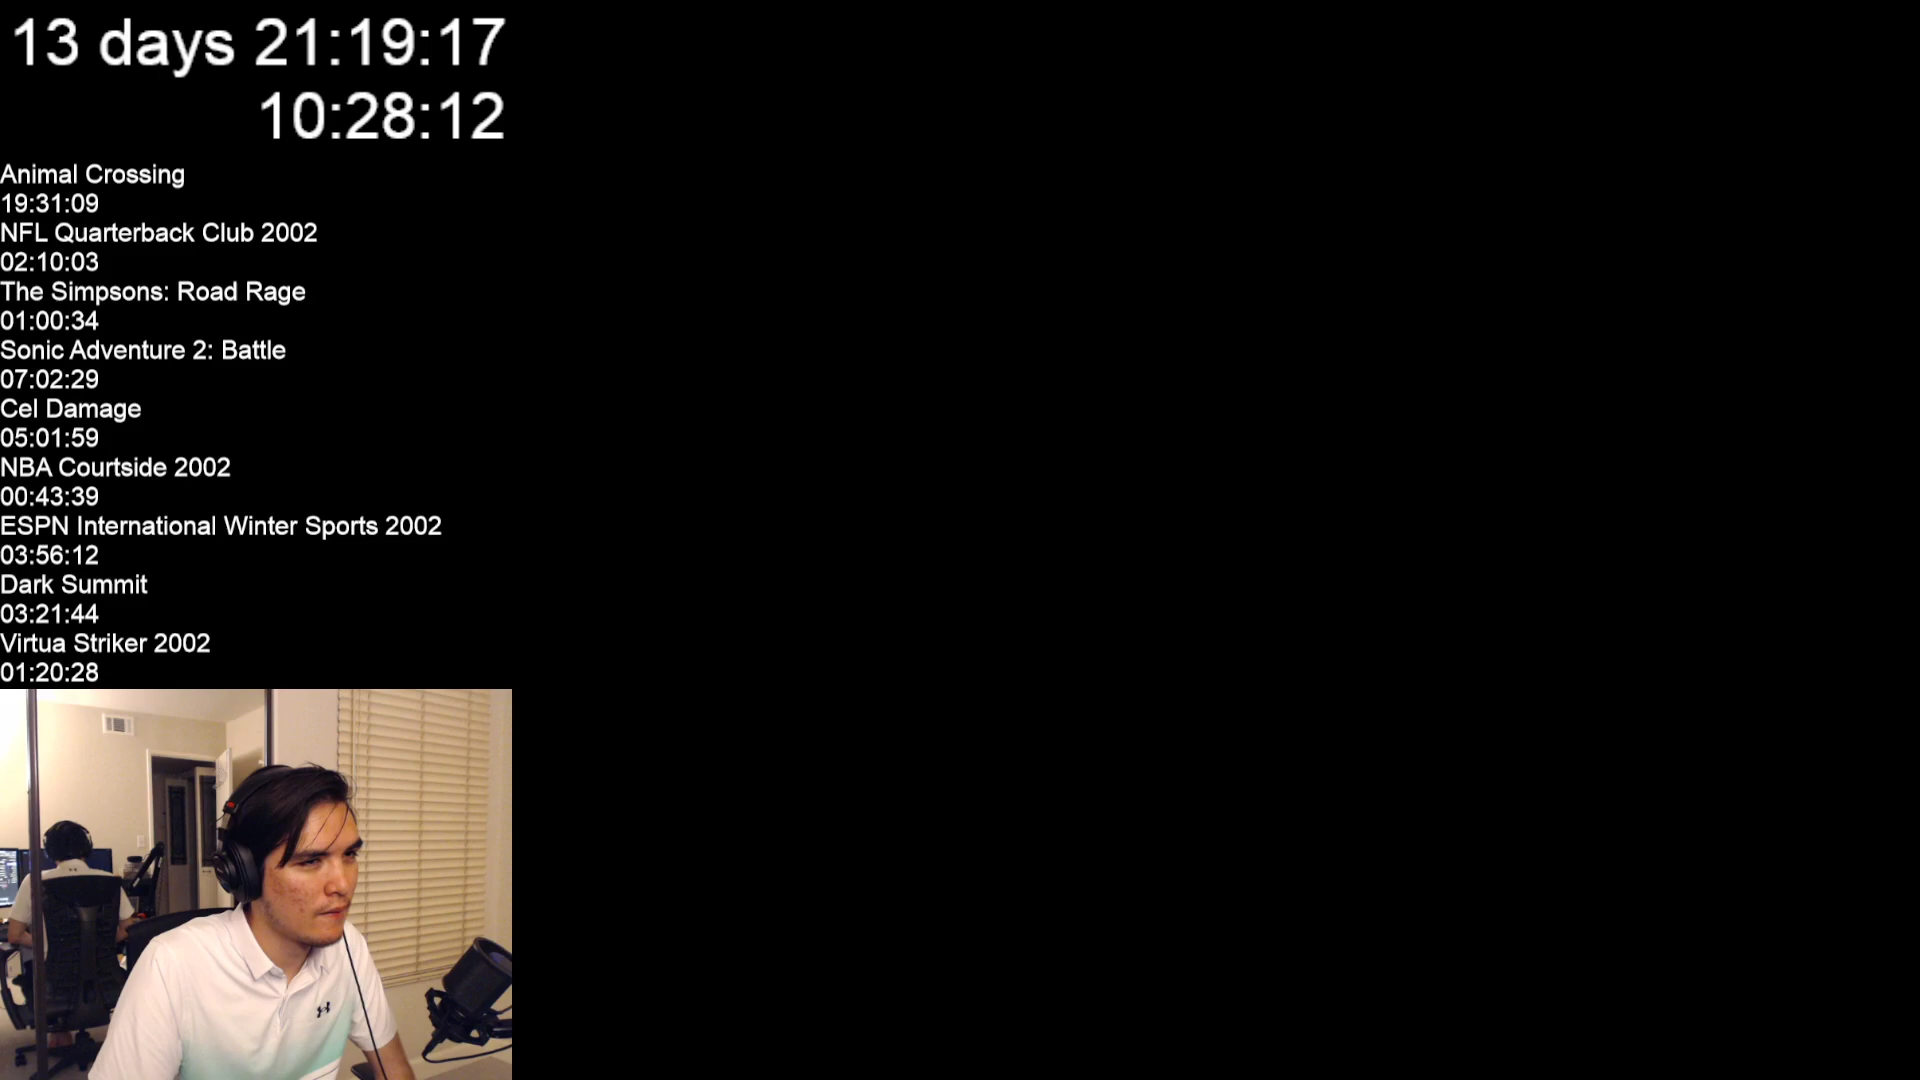 13 days 21:19:17
10:28:12
Animal Crossing
19:31:09
NFL Quarterback Club 2002
02:10:03
The Simpsons: Road Rage
01:00:34
Sonic Adventure 2: Battle
07:02:29
Cel Damage
05:01:59
NBA Courtside 2002
00:43:39
ESPN International Winter Sports 2002
03:56:12
Dark Summit
03:21:44
Virtua Striker 2002
01:20:28